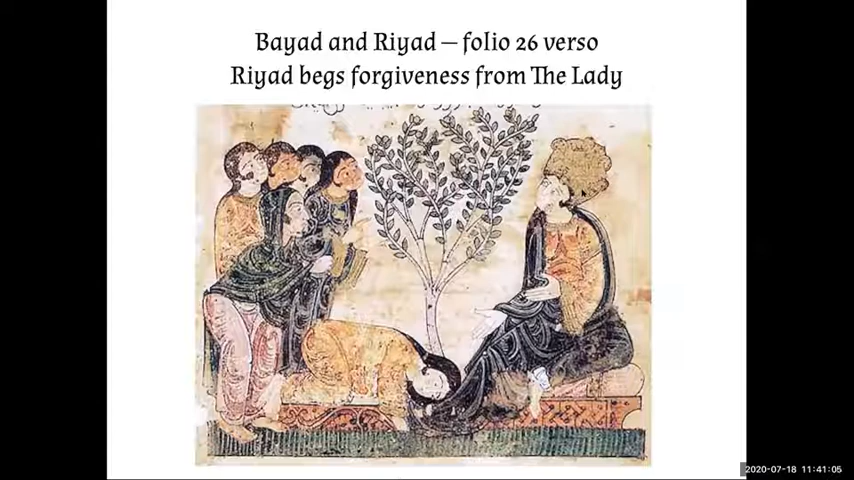 Bayad and Riyad – folio 26 verso
Riyad begs forgiveness from The Lady
2020-07-18 11:41:05